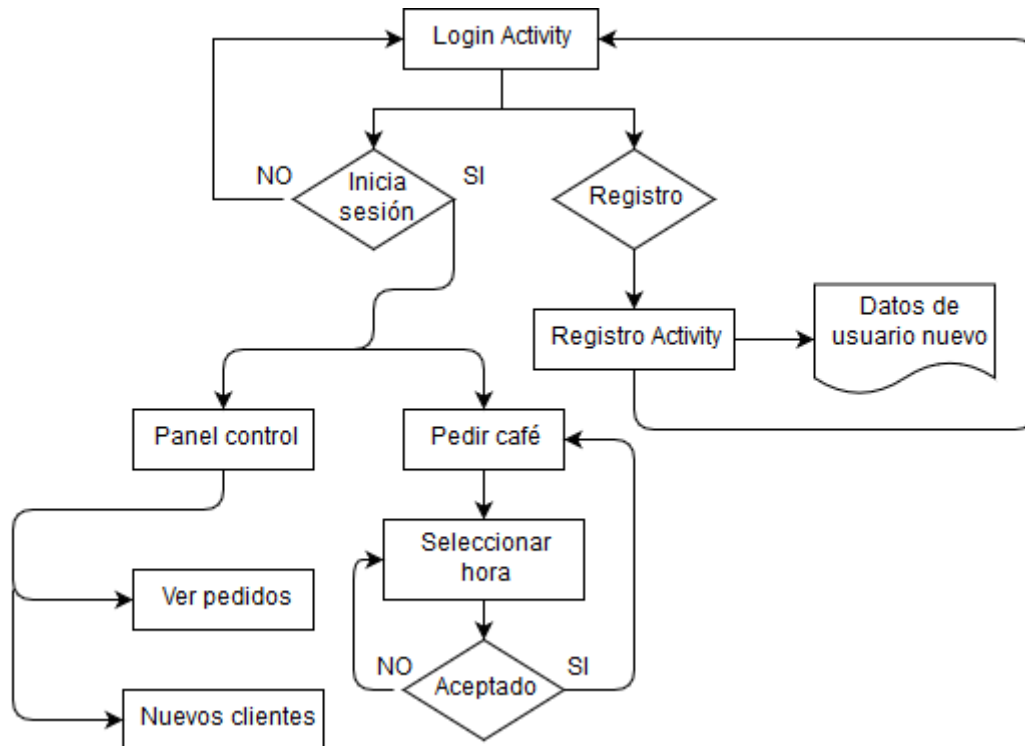 Login Activity
NO
Inicia
sesión
SI
Registro
Registro Activity
Datos de
usuario nuevo
Panel control
Pedir café
Seleccionar
hora
Ver pedidos
NO
Aceptado
SI
Nuevos clientes